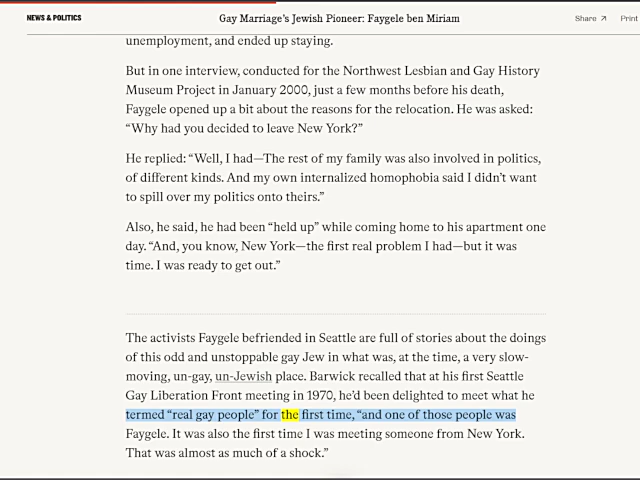 NEWS & POLITICS
Gay Marriage's Jewish Pioneer: Faygele ben Miriam
Share ↗
Print
unemployment, and ended up staying.
But in one interview, conducted for the Northwest Lesbian and Gay History
Museum Project in January 2000, just a few months before his death,
Faygele opened up a bit about the reasons for the relocation. He was asked:
“Why had you decided to leave New York?”
He replied: “Well, I had—The rest of my family was also involved in politics,
of different kinds. And my own internalized homophobia said I didn’t want
to spill over my politics onto theirs.”
Also, he said, he had been “held up” while coming home to his apartment one
day. “And, you know, New York—the first real problem I had—but it was
time. I was ready to get out.”
The activists Faygele befriended in Seattle are full of stories about the doings
of this odd and unstoppable gay Jew in what was, at the time, a very slow-
moving, un-gay, un-Jewish place. Barwick recalled that at his first Seattle
Gay Liberation Front meeting in 1970, he’d been delighted to meet what he
termed “real gay people” for the first time, “and one of those people was
Faygele. It was also the first time I was meeting someone from New York.
That was almost as much of a shock.”